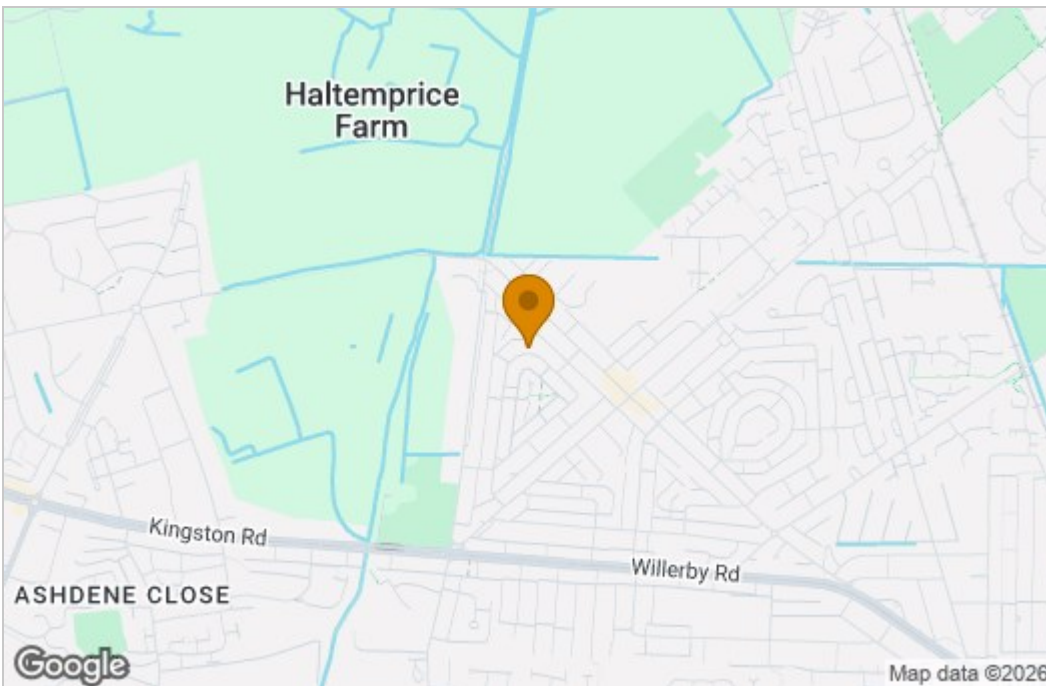 Haltemprice
Farm
Kingston Rd
Willerby Rd
ASHDENE CLOSE
Google
Map data ©2026